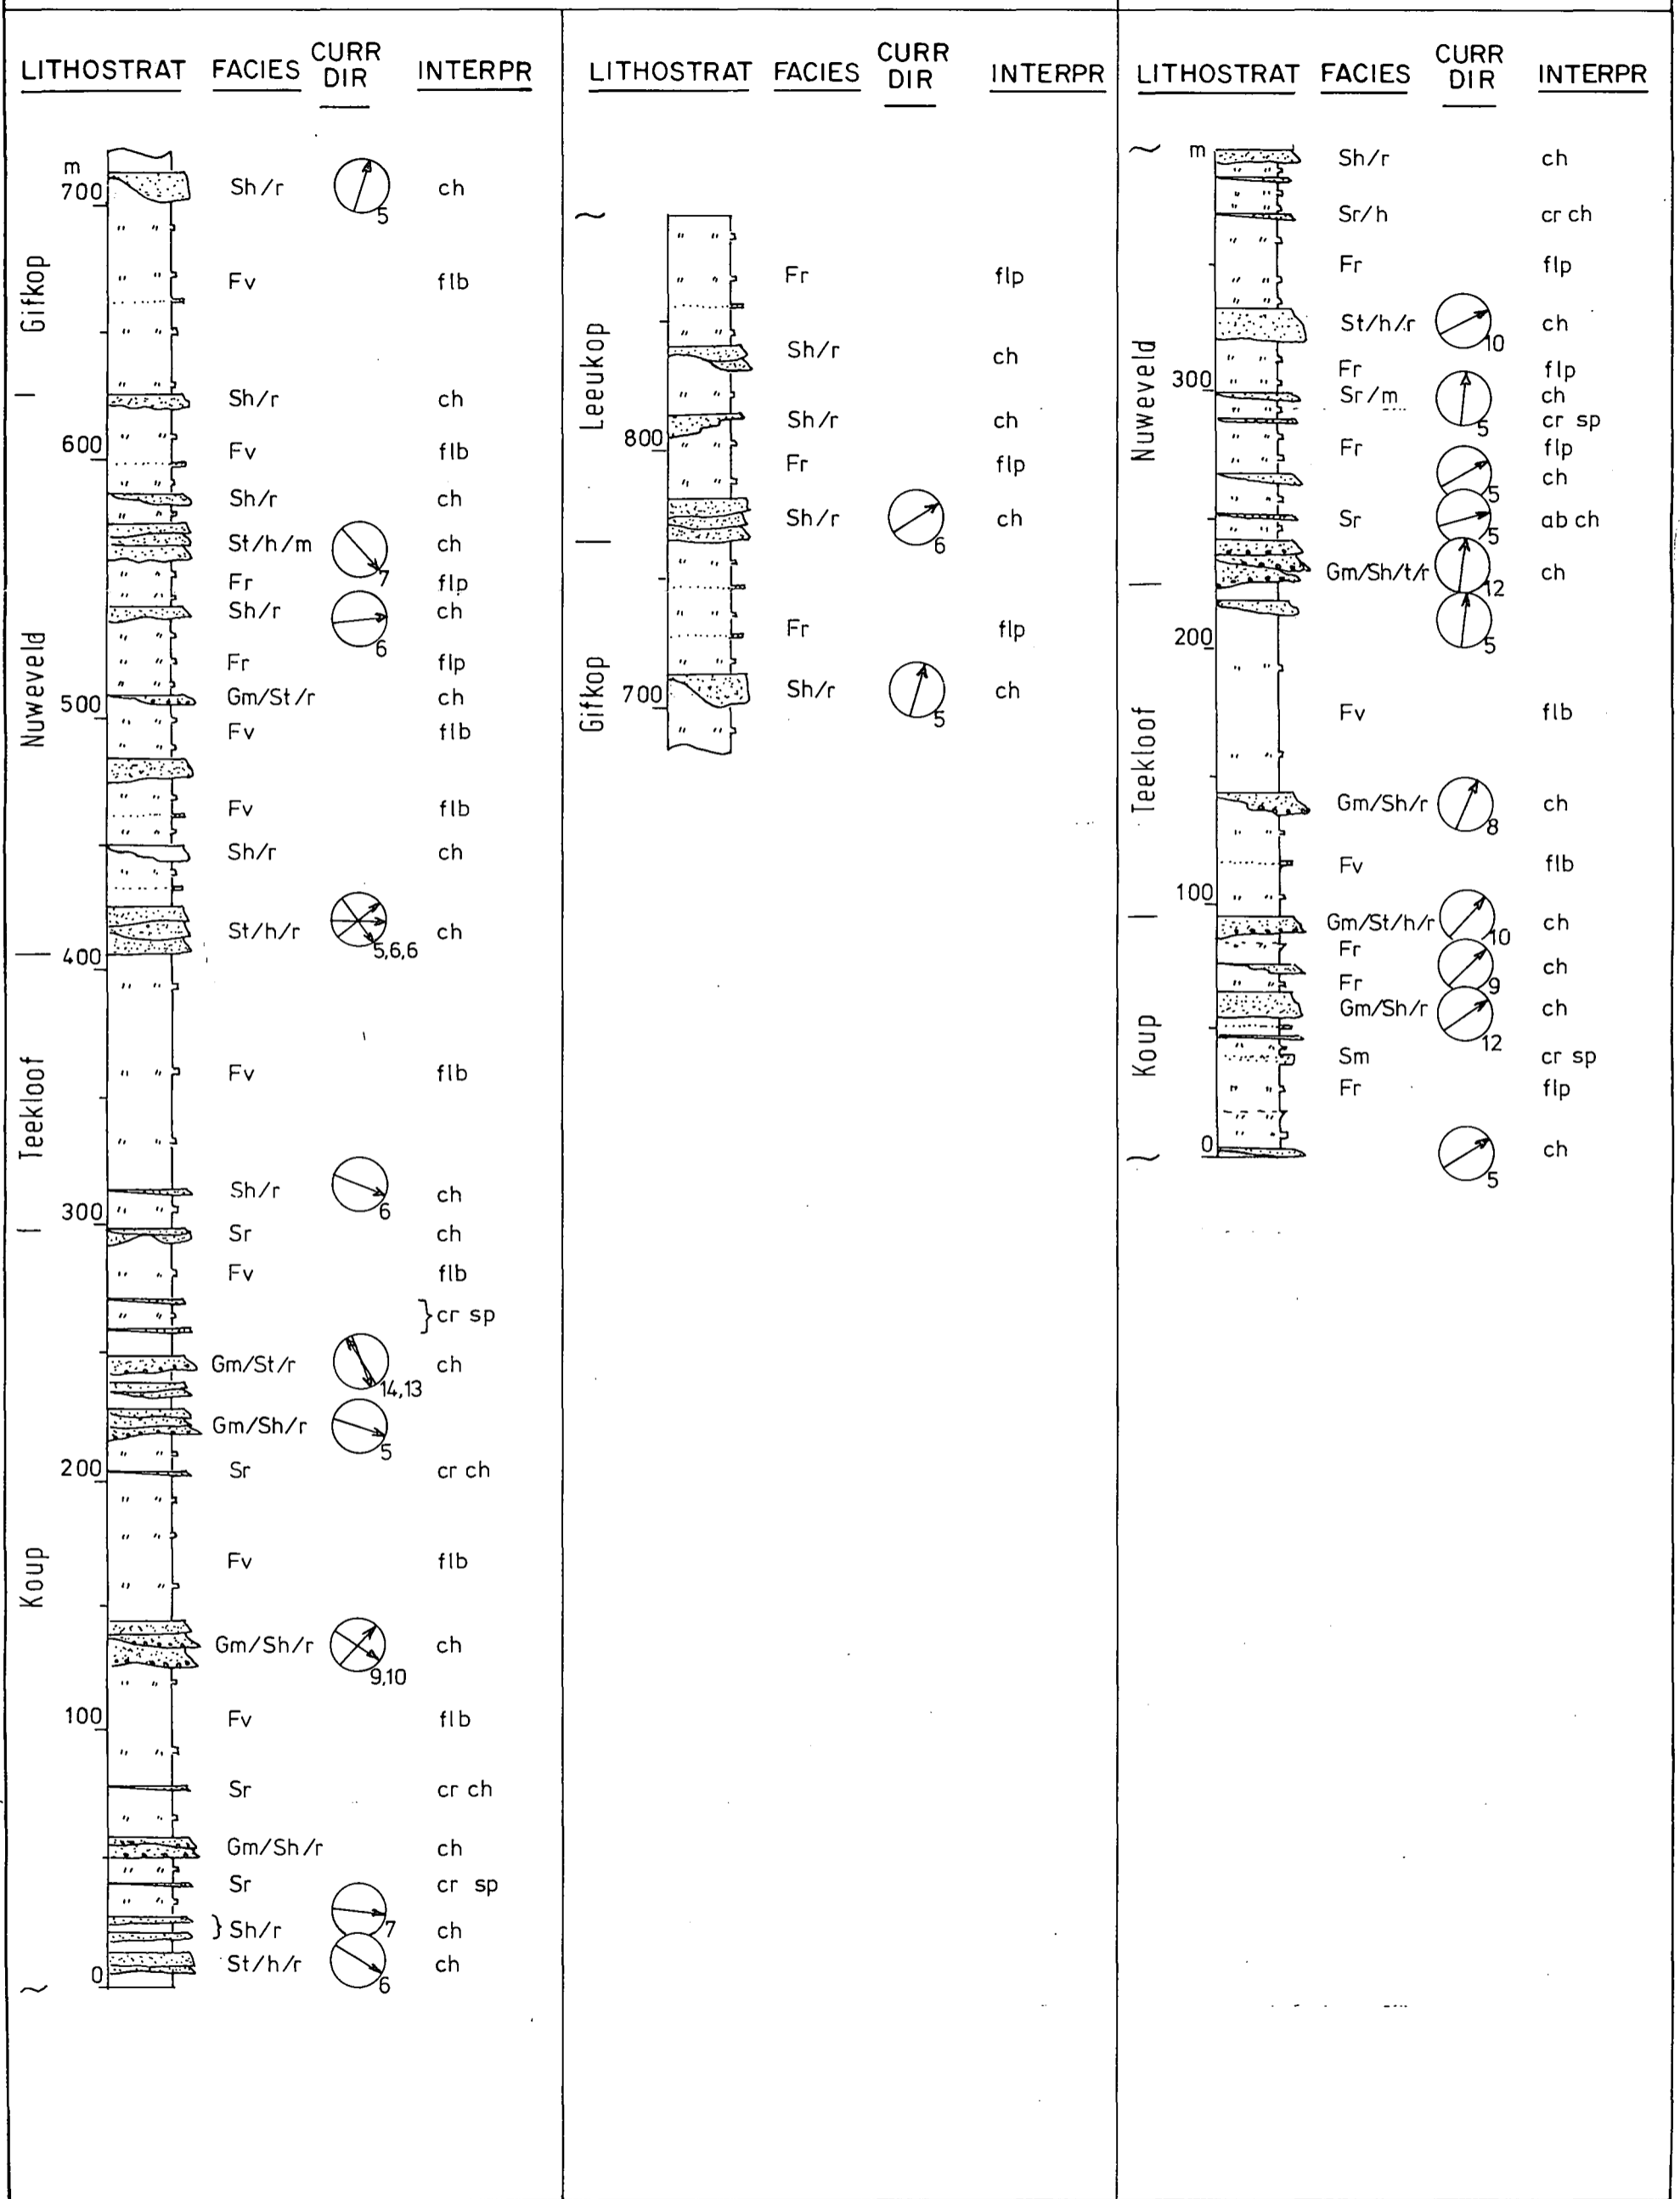 LITHOSTRAT FACIES CURR DIR INTERPR
m
700 Sh/r 5 ch
Gifkop
Fv flb
Sh/r ch
600 Fv flb
Sh/r ch
St/h/m 7 ch
Fr flp
Sh/r 6 ch
Nuweveld
Fr flp
500 Gm/St/r ch
Fv flb
Fv flb
Sh/r ch
St/h/r 5,6,6 ch
400
Teekloof
Fv flb
Sh/r 6 ch
300 Sr ch
Fv flb
}cr sp
Gm/St/r 14,13 ch
Gm/Sh/r 5
200 Sr cr ch
Koup
Fv flb
Gm/Sh/r 9,10 ch
100 Fv flb
Sr cr ch
Gm/Sh/r ch
Sr cr sp
} Sh/r 7 ch
0 St/h/r 6 ch
LITHOSTRAT FACIES CURR DIR INTERPR
Fr flp
Leeukop
Sh/r ch
Sh/r ch
800
Fr flp
Sh/r 6 ch
Fr flp
Gifkop
700 Sh/r 5 ch
LITHOSTRAT FACIES CURR DIR INTERPR
m Sh/r ch
Sr/h cr ch
Fr flp
St/h/r 10 ch
Nuweveld
Fr flp
300 Sr/m 5 ch
cr sp
Fr flp
5 ch
Sr 5 ab ch
Gm/Sh/t/r 12 ch
200 5
Teekloof
Fv flb
Gm/Sh/r 8 ch
Fv flb
100
Gm/St/h/r 10 ch
Fr
9 ch
Fr
Gm/Sh/r 12 ch
Koup
Sm cr sp
Fr flp
0 5 ch